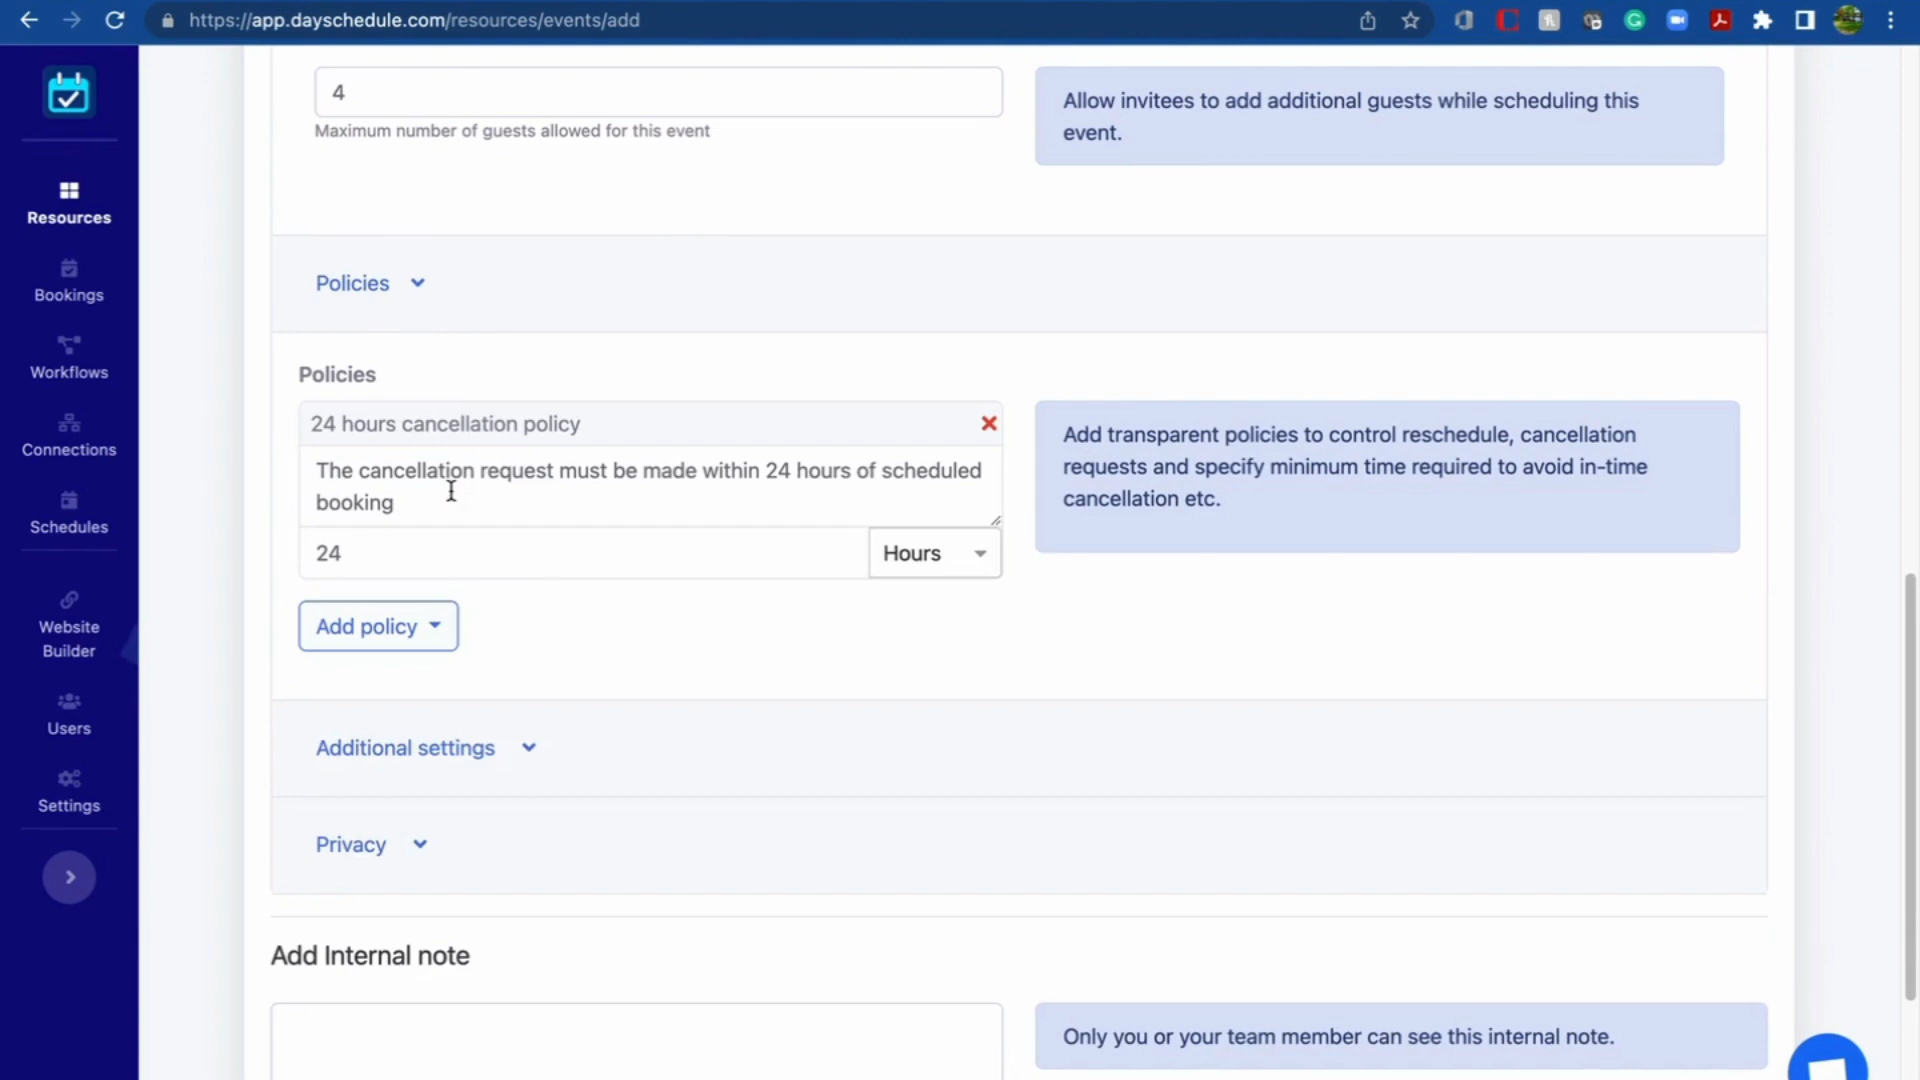 https://app.dayschedule.com/resources/events/add
4
Maximum number of guests allowed for this event
Allow invitees to add additional guests while scheduling this
event.
Resources
Bookings
Workflows
Connections
Schedules
Website
Builder
Users
Settings
Policies
Policies
24 hours cancellation policy
The cancellation request must be made within 24 hours of scheduled
booking
24
Hours
Add transparent policies to control reschedule, cancellation
requests and specify minimum time required to avoid in-time
cancellation etc.
Add policy
Additional settings
Privacy
Add Internal note
Only you or your team member can see this internal note.